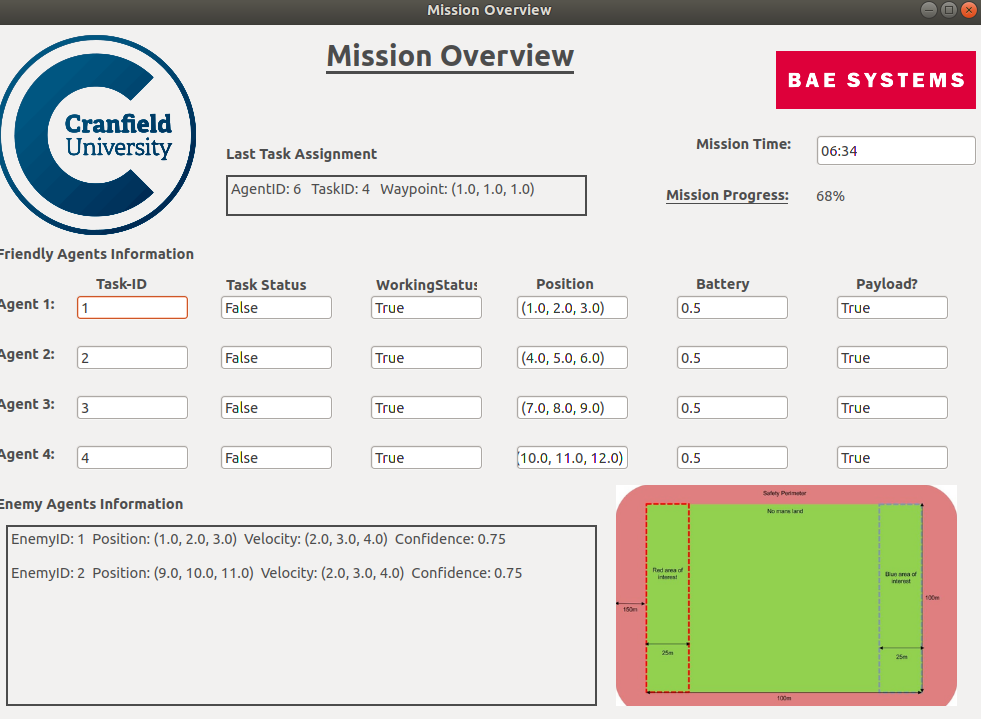 Mission Overview
Mission Overview
Cranfield
University
BAE SYSTEMS
Last Task Assignment
AgentID: 6 TaskID: 4 Waypoint: (1.0, 1.0, 1.0)
Mission Time: 06:34
Mission Progress: 68%
Friendly Agents Information
Task-ID Task Status WorkingStatus Position Battery Payload?
Agent 1: 1 False True (1.0, 2.0, 3.0) 0.5 True
Agent 2: 2 False True (4.0, 5.0, 6.0) 0.5 True
Agent 3: 3 False True (7.0, 8.0, 9.0) 0.5 True
Agent 4: 4 False True (10.0, 11.0, 12.0) 0.5 True
Enemy Agents Information
EnemyID: 1 Position: (1.0, 2.0, 3.0) Velocity: (2.0, 3.0, 4.0) Confidence: 0.75
EnemyID: 2 Position: (9.0, 10.0, 11.0) Velocity: (2.0, 3.0, 4.0) Confidence: 0.75
Safety Perimeter
No mans land
Red area of
interest
Blue area of
interest
100m
150m
25m
25m
100m